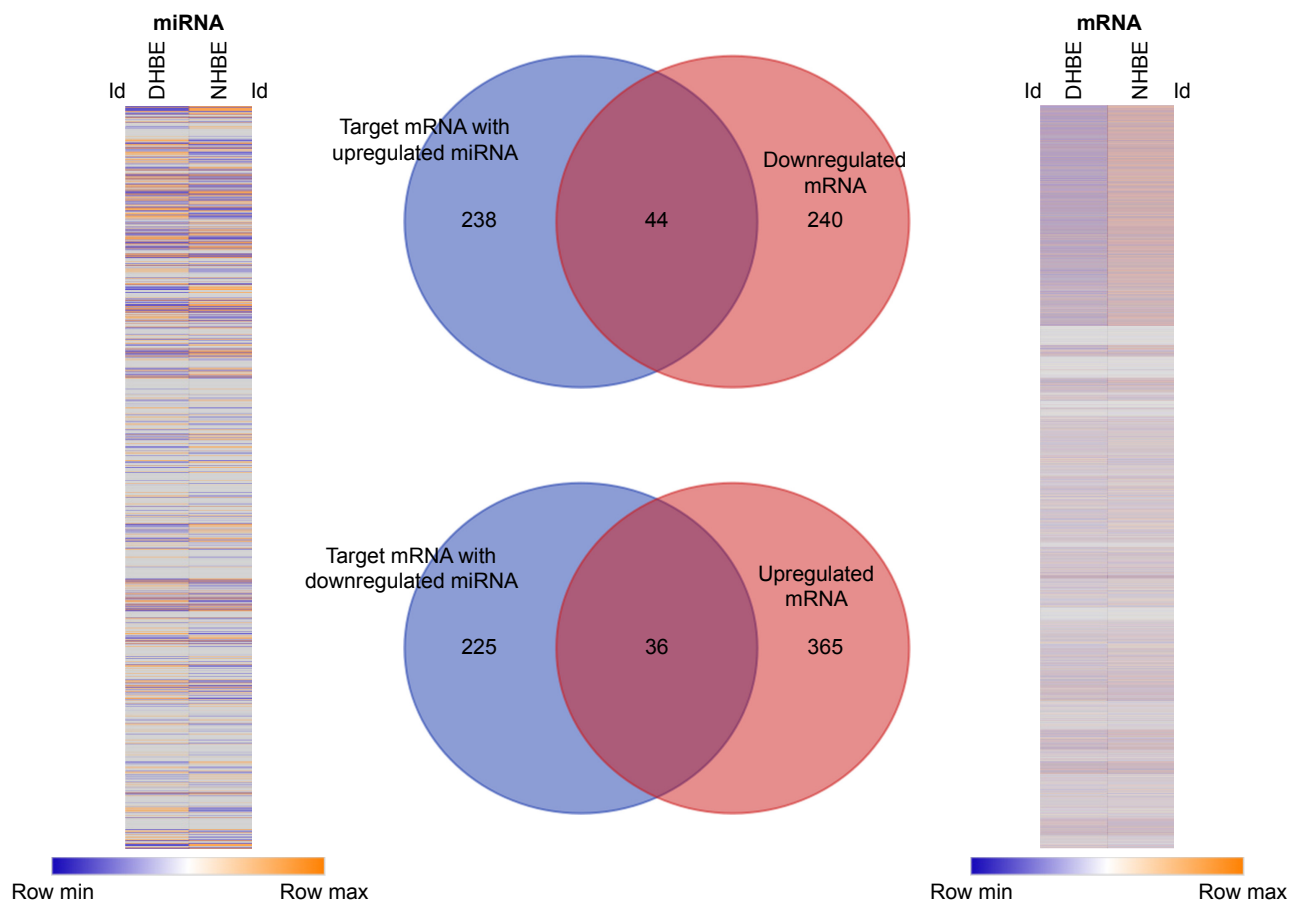 miRNA
Id
DHBE
NHBE
Id
Row min
Row max
Target mRNA with
upregulated miRNA
Downregulated
mRNA
238
44
240
Target mRNA with
downregulated miRNA
Upregulated
mRNA
225
36
365
mRNA
Id
DHBE
NHBE
Id
Row min
Row max